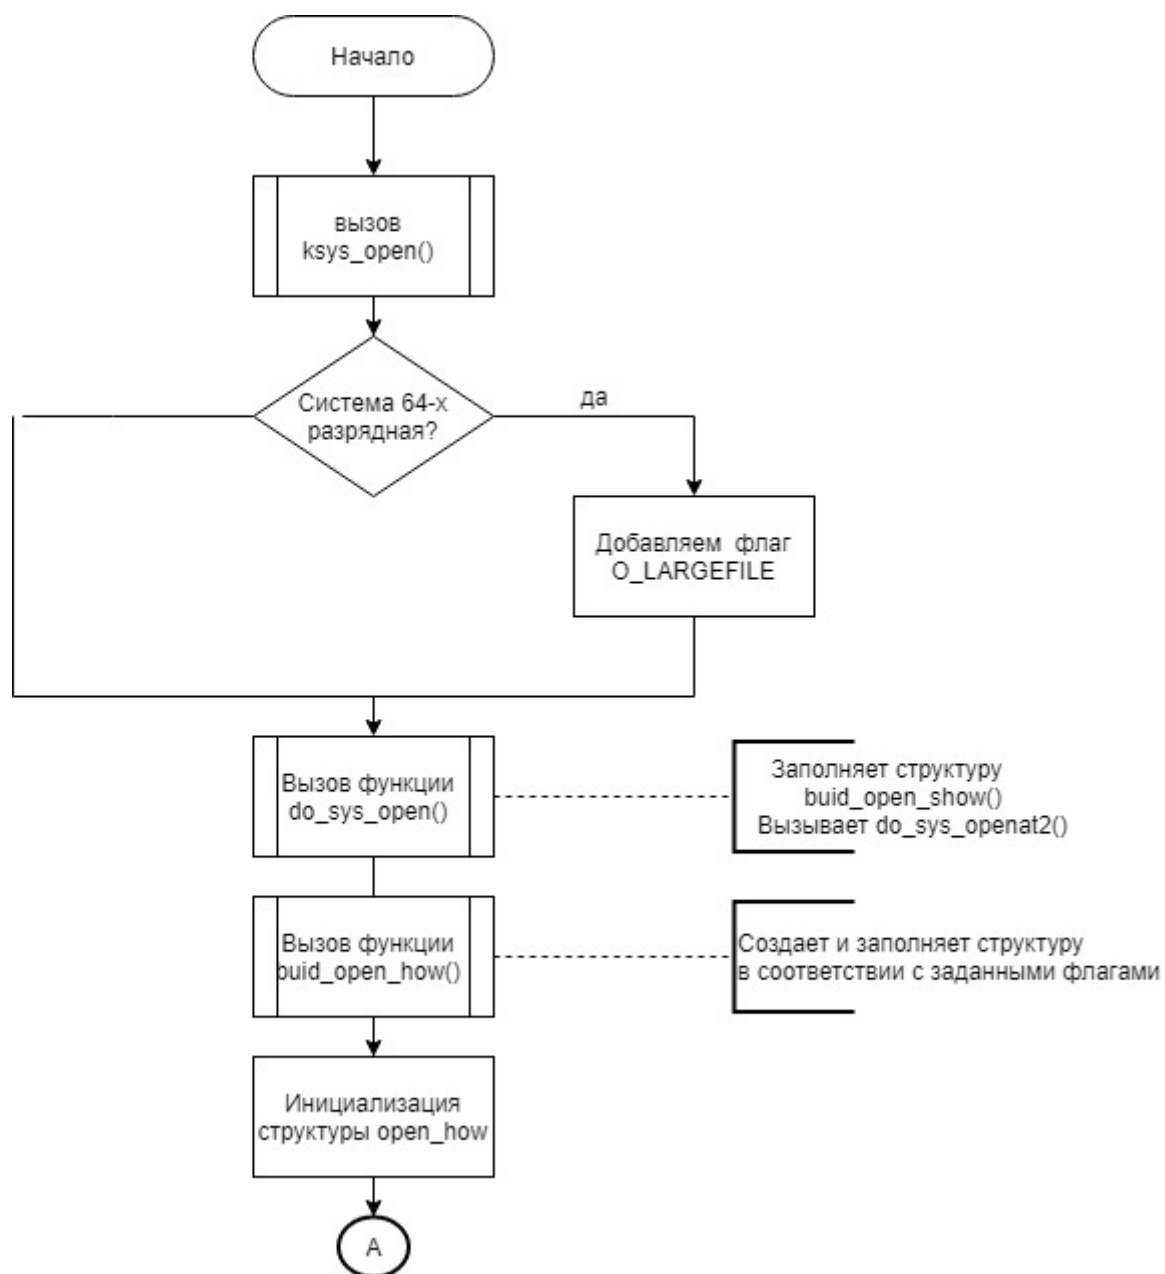 Начало
вызов
ksys_open()
Система 64-х
разрядная?
да
Добавляем флаг
O_LARGEFILE
Вызов функции
do_sys_open()
Заполняет структуру
buid_open_show()
Вызывает do_sys_openat2()
Вызов функции
buid_open_how()
Создает и заполняет структуру
в соответствии с заданными флагами
Инициализация
структуры open_how
A